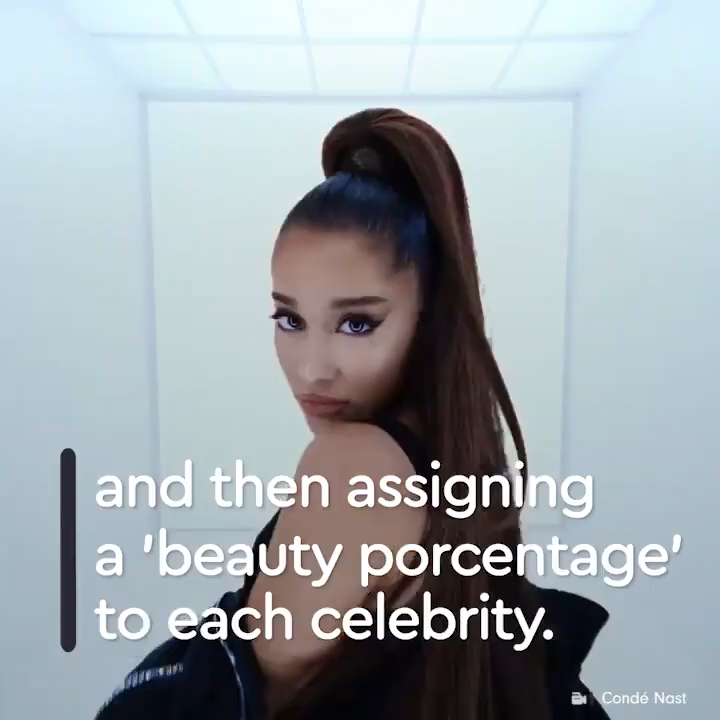 and then assigning
a 'beauty porcentage'
to each celebrity.
Condé Nast